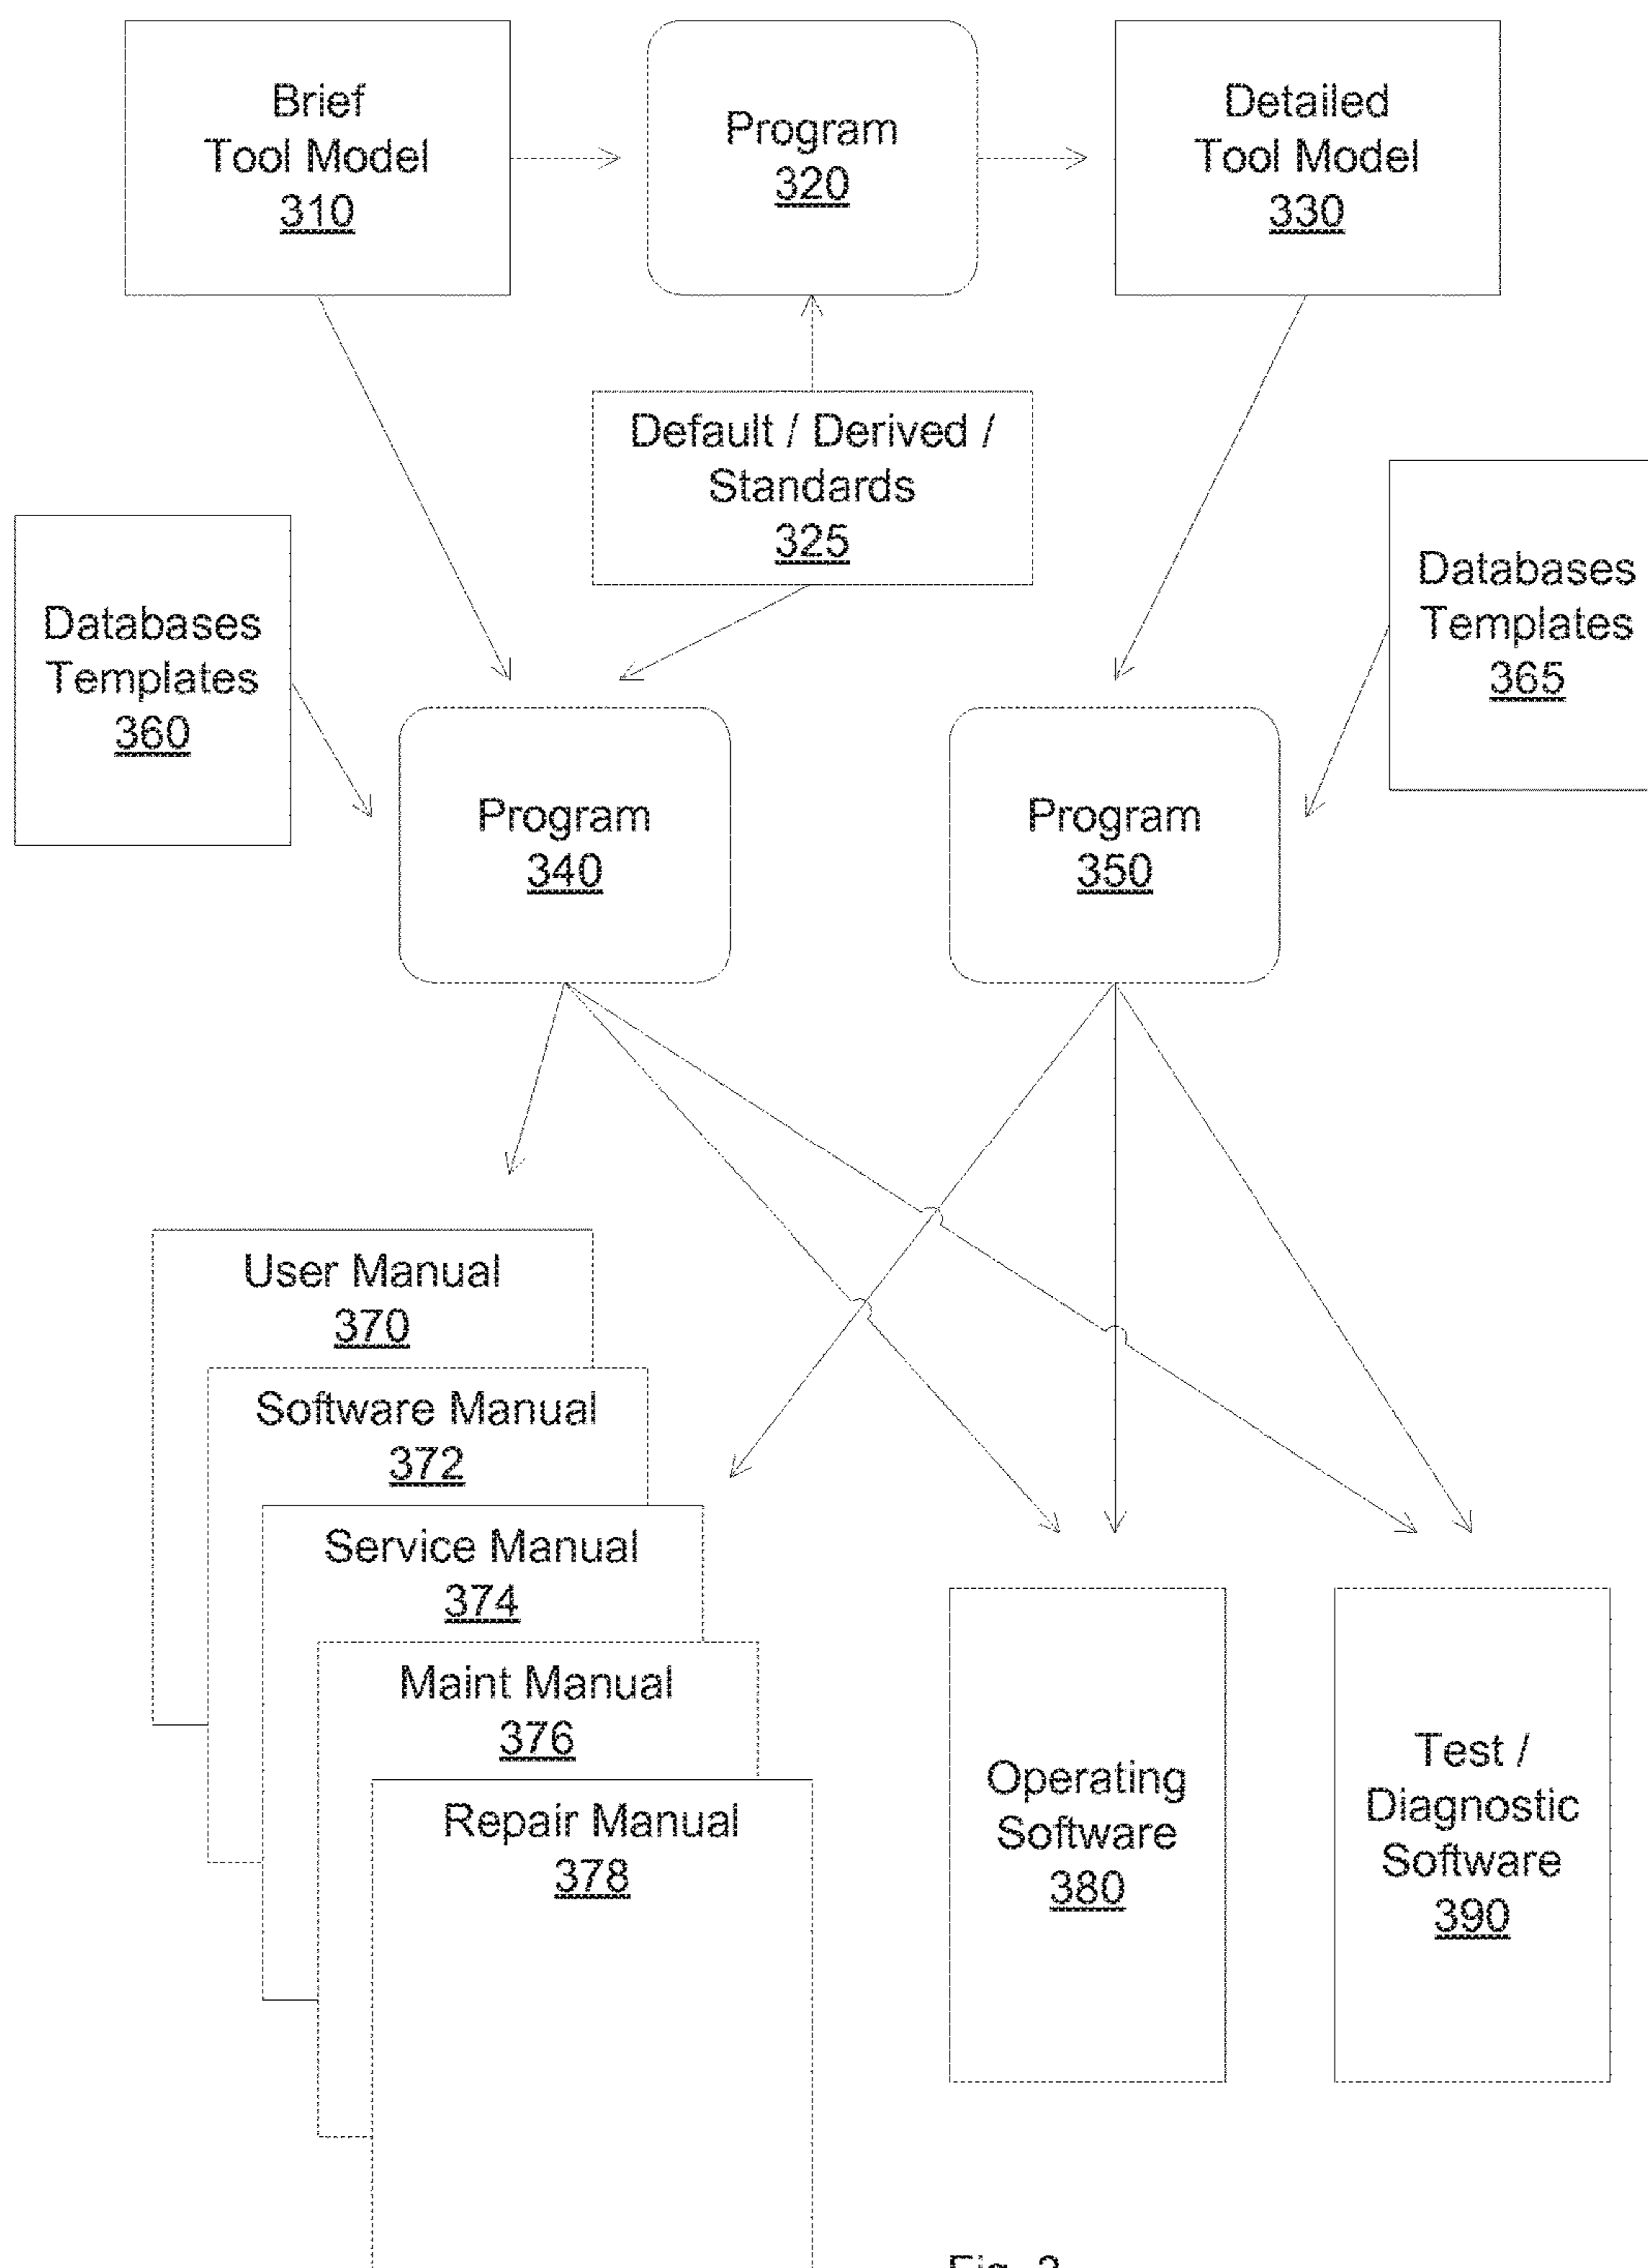 Brief
Tool Model
310
Program
320
Detailed
Tool Model
330
Default / Derived /
Standards
325
Databases
Templates
360
Databases
Templates
365
Program
340
Program
350
User Manual
370
Software Manual
372
Service Manual
374
Maint Manual
376
Repair Manual
378
Operating
Software
380
Test /
Diagnostic
Software
390